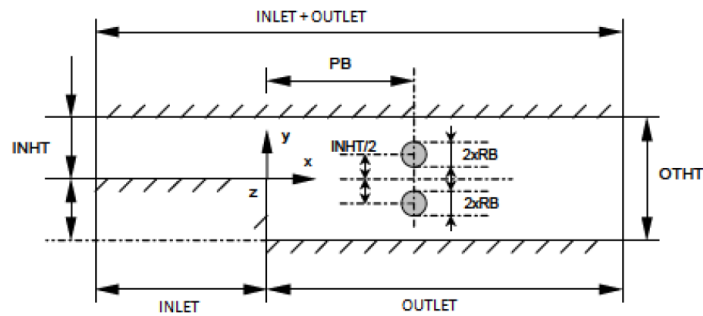 INLET + OUTLET
PB
INHT
y
INHT/2
2xRB
x
OTHT
z
2xRB
INLET
OUTLET